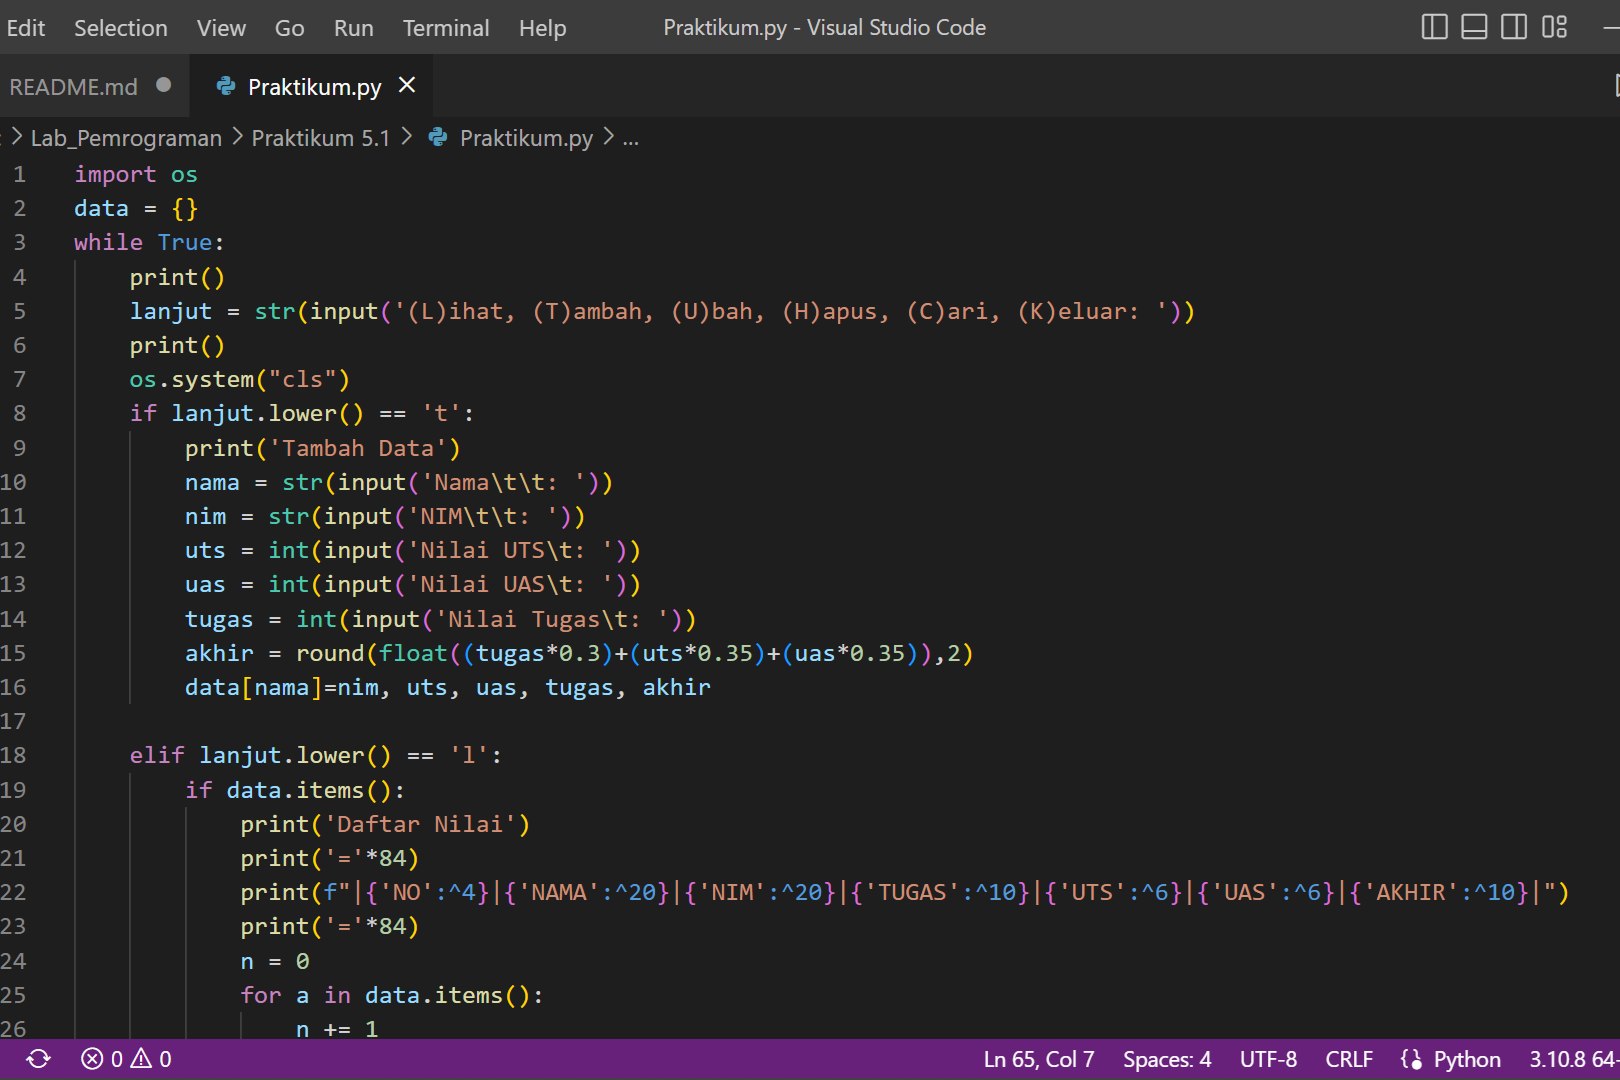 Edit Selection View Go Run Terminal Help Praktikum.py - Visual Studio Code
README.md Praktikum.py
Lab_Pemrograman > Praktikum 5.1 > Praktikum.py > ...
1 import os
2 data = {}
3 while True:
4     print()
5     lanjut = str(input('(L)ihat, (T)ambah, (U)bah, (H)apus, (C)ari, (K)eluar: '))
6     print()
7     os.system("cls")
8     if lanjut.lower() == 't':
9         print('Tambah Data')
10         nama = str(input('Nama\t\t: '))
11         nim = str(input('NIM\t\t: '))
12         uts = int(input('Nilai UTS\t: '))
13         uas = int(input('Nilai UAS\t: '))
14         tugas = int(input('Nilai Tugas\t: '))
15         akhir = round(float((tugas*0.3)+(uts*0.35)+(uas*0.35)),2)
16         data[nama]=nim, uts, uas, tugas, akhir
17
18     elif lanjut.lower() == 'l':
19         if data.items():
20             print('Daftar Nilai')
21             print('='*84)
22             print(f"|{'NO':^4}|{'NAMA':^20}|{'NIM':^20}|{'TUGAS':^10}|{'UTS':^6}|{'UAS':^6}|{'AKHIR':^10}|")
23             print('='*84)
24             n = 0
25             for a in data.items():
26                 n += 1
0 0 Ln 65, Col 7 Spaces: 4 UTF-8 CRLF Python 3.10.8 64-